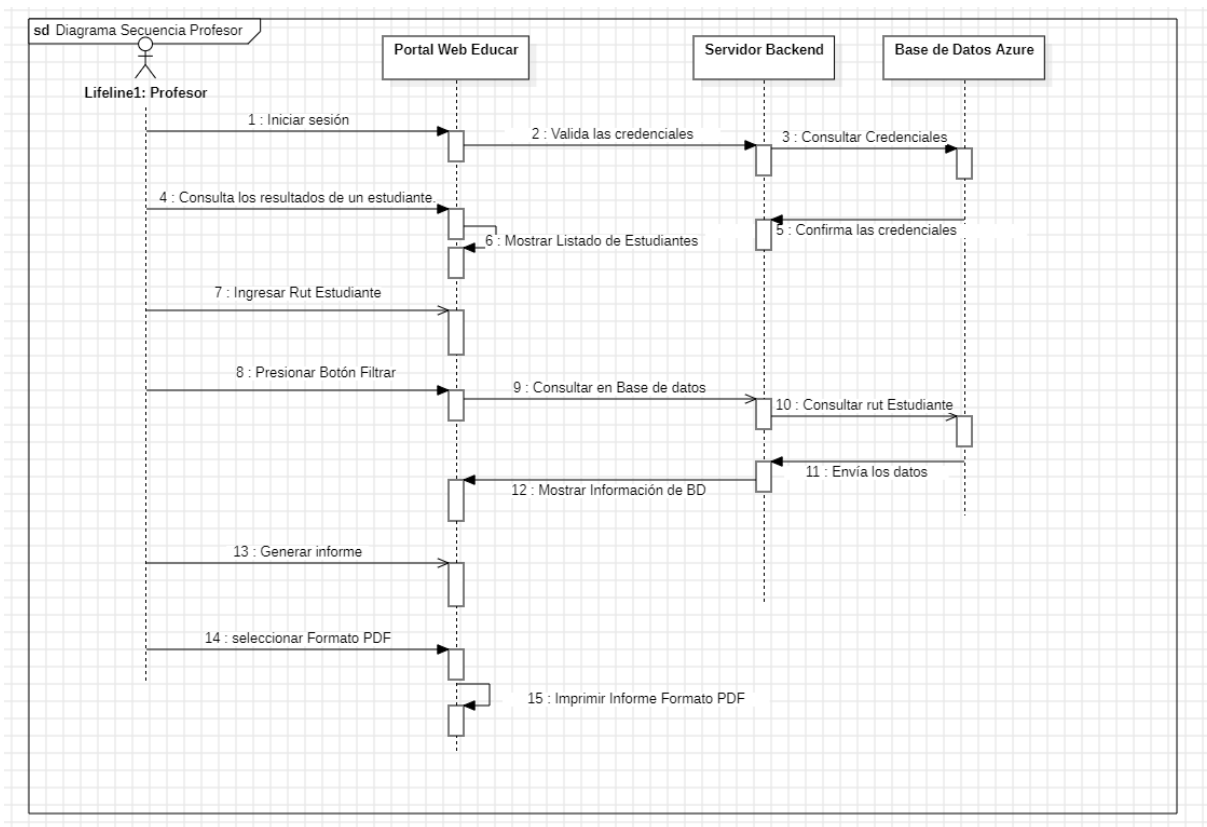 sd Diagrama Secuencia Profesor
Portal Web Educar
Servidor Backend
Base de Datos Azure
Lifeline1: Profesor
1 : Iniciar sesión
2 : Valida las credenciales
3 : Consultar Credenciales
4 : Consulta los resultados de un estudiante.
5 : Confirma las credenciales
6 : Mostrar Listado de Estudiantes
7 : Ingresar Rut Estudiante
8 : Presionar Botón Filtrar
9 : Consultar en Base de datos
10 : Consultar rut Estudiante
11 : Envía los datos
12 : Mostrar Información de BD
13 : Generar informe
14 : seleccionar Formato PDF
15 : Imprimir Informe Formato PDF